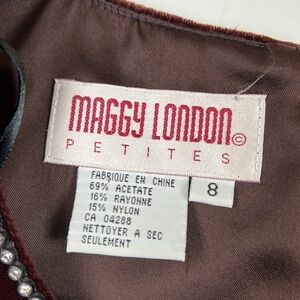 MAGGY LONDON©
PETITES
FABRIQUE EN CHINE
69% ACETATE
16% RAYONNE
15% NYLON
CA 04288
NETTOYER A SEC
SEULEMENT
8